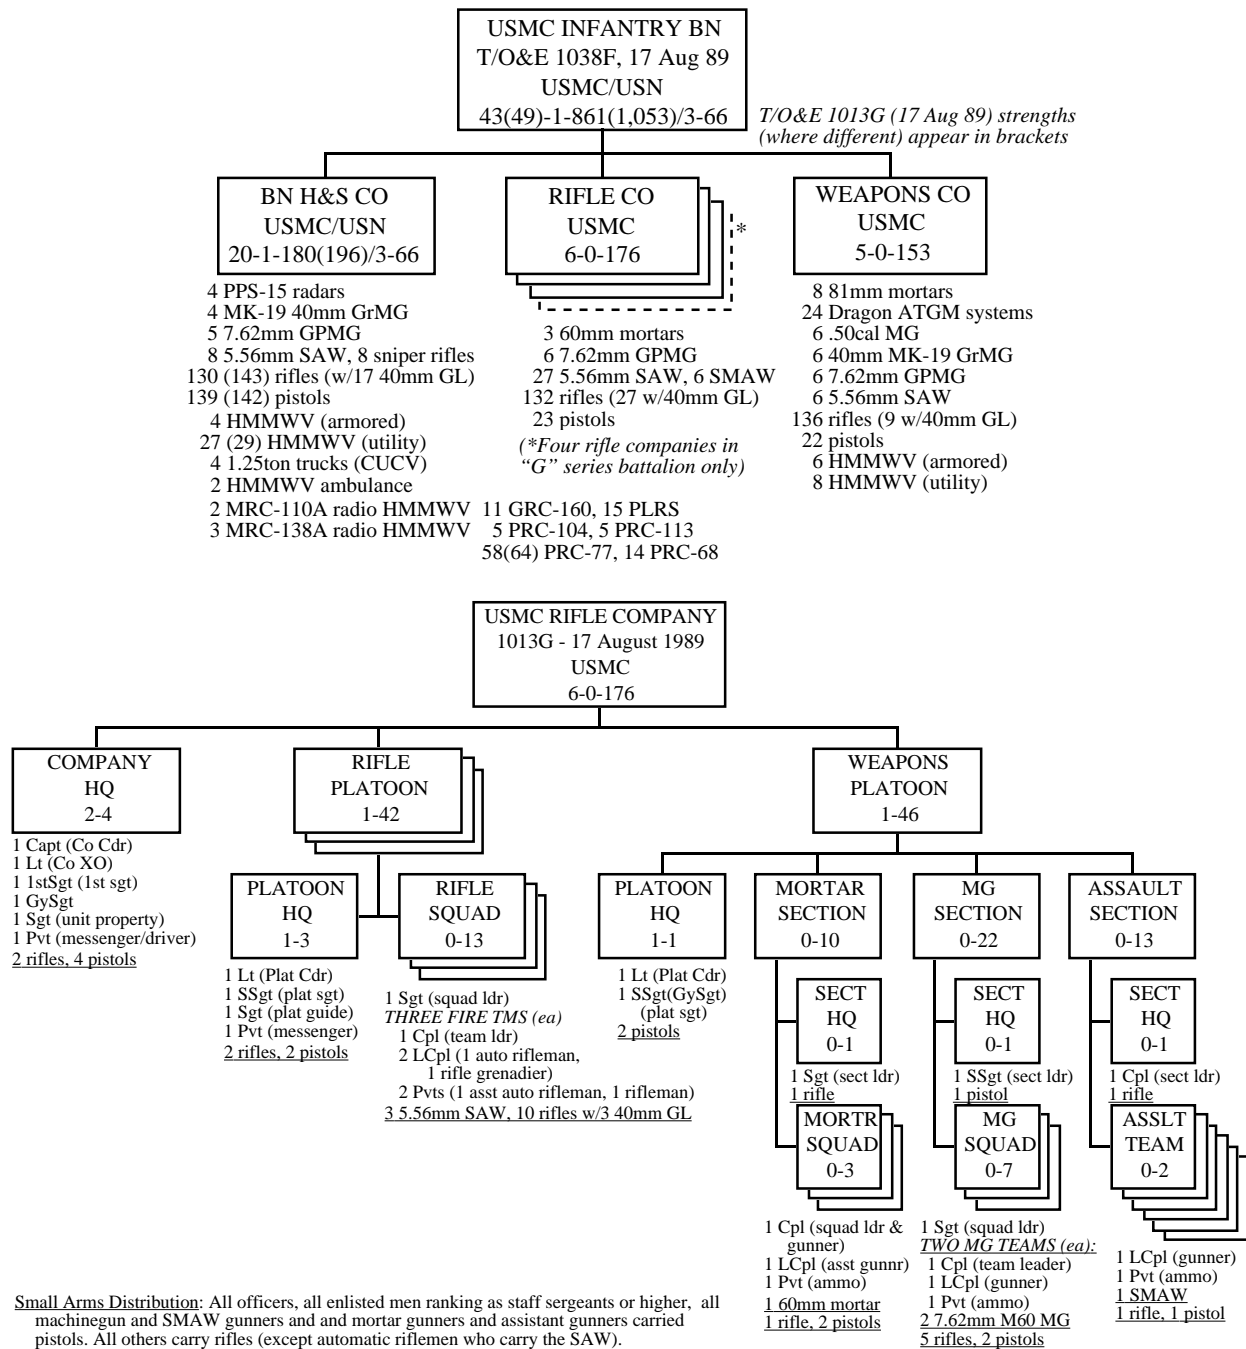 USMC INFANTRY BN
T/O&E 1038F, 17 Aug 89
USMC/USN
43(49)-1-861(1,053)/3-66
T/O&E 1013G (17 Aug 89) strengths
(where different) appear in brackets
BN H&S CO
USMC/USN
20-1-180(196)/3-66
4 PPS-15 radars
4 MK-19 40mm GrMG
5 7.62mm GPMG
8 5.56mm SAW, 8 sniper rifles
130 (143) rifles (w/17 40mm GL)
139 (142) pistols
4 HMMWV (armored)
27 (29) HMMWV (utility)
4 1.25ton trucks (CUCV)
2 HMMWV ambulance
2 MRC-110A radio HMMWV
3 MRC-138A radio HMMWV
11 GRC-160, 15 PLRS
5 PRC-104, 5 PRC-113
58(64) PRC-77, 14 PRC-68
RIFLE CO
USMC
6-0-176
*
3 60mm mortars
6 7.62mm GPMG
27 5.56mm SAW, 6 SMAW
132 rifles (27 w/40mm GL)
23 pistols
(*Four rifle companies in
“G” series battalion only)
WEAPONS CO
USMC
5-0-153
8 81mm mortars
24 Dragon ATGM systems
6 .50cal MG
6 40mm MK-19 GrMG
6 7.62mm GPMG
6 5.56mm SAW
136 rifles (9 w/40mm GL)
22 pistols
6 HMMWV (armored)
8 HMMWV (utility)
USMC RIFLE COMPANY
1013G - 17 August 1989
USMC
6-0-176
COMPANY
HQ
2-4
1 Capt (Co Cdr)
1 Lt (Co XO)
1 1stSgt (1st sgt)
1 GySgt
1 Sgt (unit property)
1 Pvt (messenger/driver)
2 rifles, 4 pistols
RIFLE
PLATOON
1-42
PLATOON
HQ
1-3
1 Lt (Plat Cdr)
1 SSgt (plat sgt)
1 Sgt (plat guide)
1 Pvt (messenger)
2 rifles, 2 pistols
RIFLE
SQUAD
0-13
1 Sgt (squad ldr)
THREE FIRE TMS (ea)
1 Cpl (team ldr)
2 LCpl (1 auto rifleman,
1 rifle grenadier)
2 Pvts (1 asst auto rifleman, 1 rifleman)
3 5.56mm SAW, 10 rifles w/3 40mm GL
WEAPONS
PLATOON
1-46
PLATOON
HQ
1-1
1 Lt (Plat Cdr)
1 SSgt(GySgt)
(plat sgt)
2 pistols
MORTAR
SECTION
0-10
SECT
HQ
0-1
1 Sgt (sect ldr)
1 rifle
MORTR
SQUAD
0-3
1 Cpl (squad ldr &
gunner)
1 LCpl (asst gunnr)
1 Pvt (ammo)
1 60mm mortar
1 rifle, 2 pistols
MG
SECTION
0-22
SECT
HQ
0-1
1 SSgt (sect ldr)
1 pistol
MG
SQUAD
0-7
1 Sgt (squad ldr)
TWO MG TEAMS (ea):
1 Cpl (team leader)
1 LCpl (gunner)
1 Pvt (ammo)
2 7.62mm M60 MG
5 rifles, 2 pistols
ASSAULT
SECTION
0-13
SECT
HQ
0-1
1 Cpl (sect ldr)
1 rifle
ASSLT
TEAM
0-2
1 LCpl (gunner)
1 Pvt (ammo)
1 SMAW
1 rifle, 1 pistol
Small Arms Distribution: All officers, all enlisted men ranking as staff sergeants or higher, all
machinegun and SMAW gunners and and mortar gunners and assistant gunners carried
pistols. All others carry rifles (except automatic riflemen who carry the SAW).